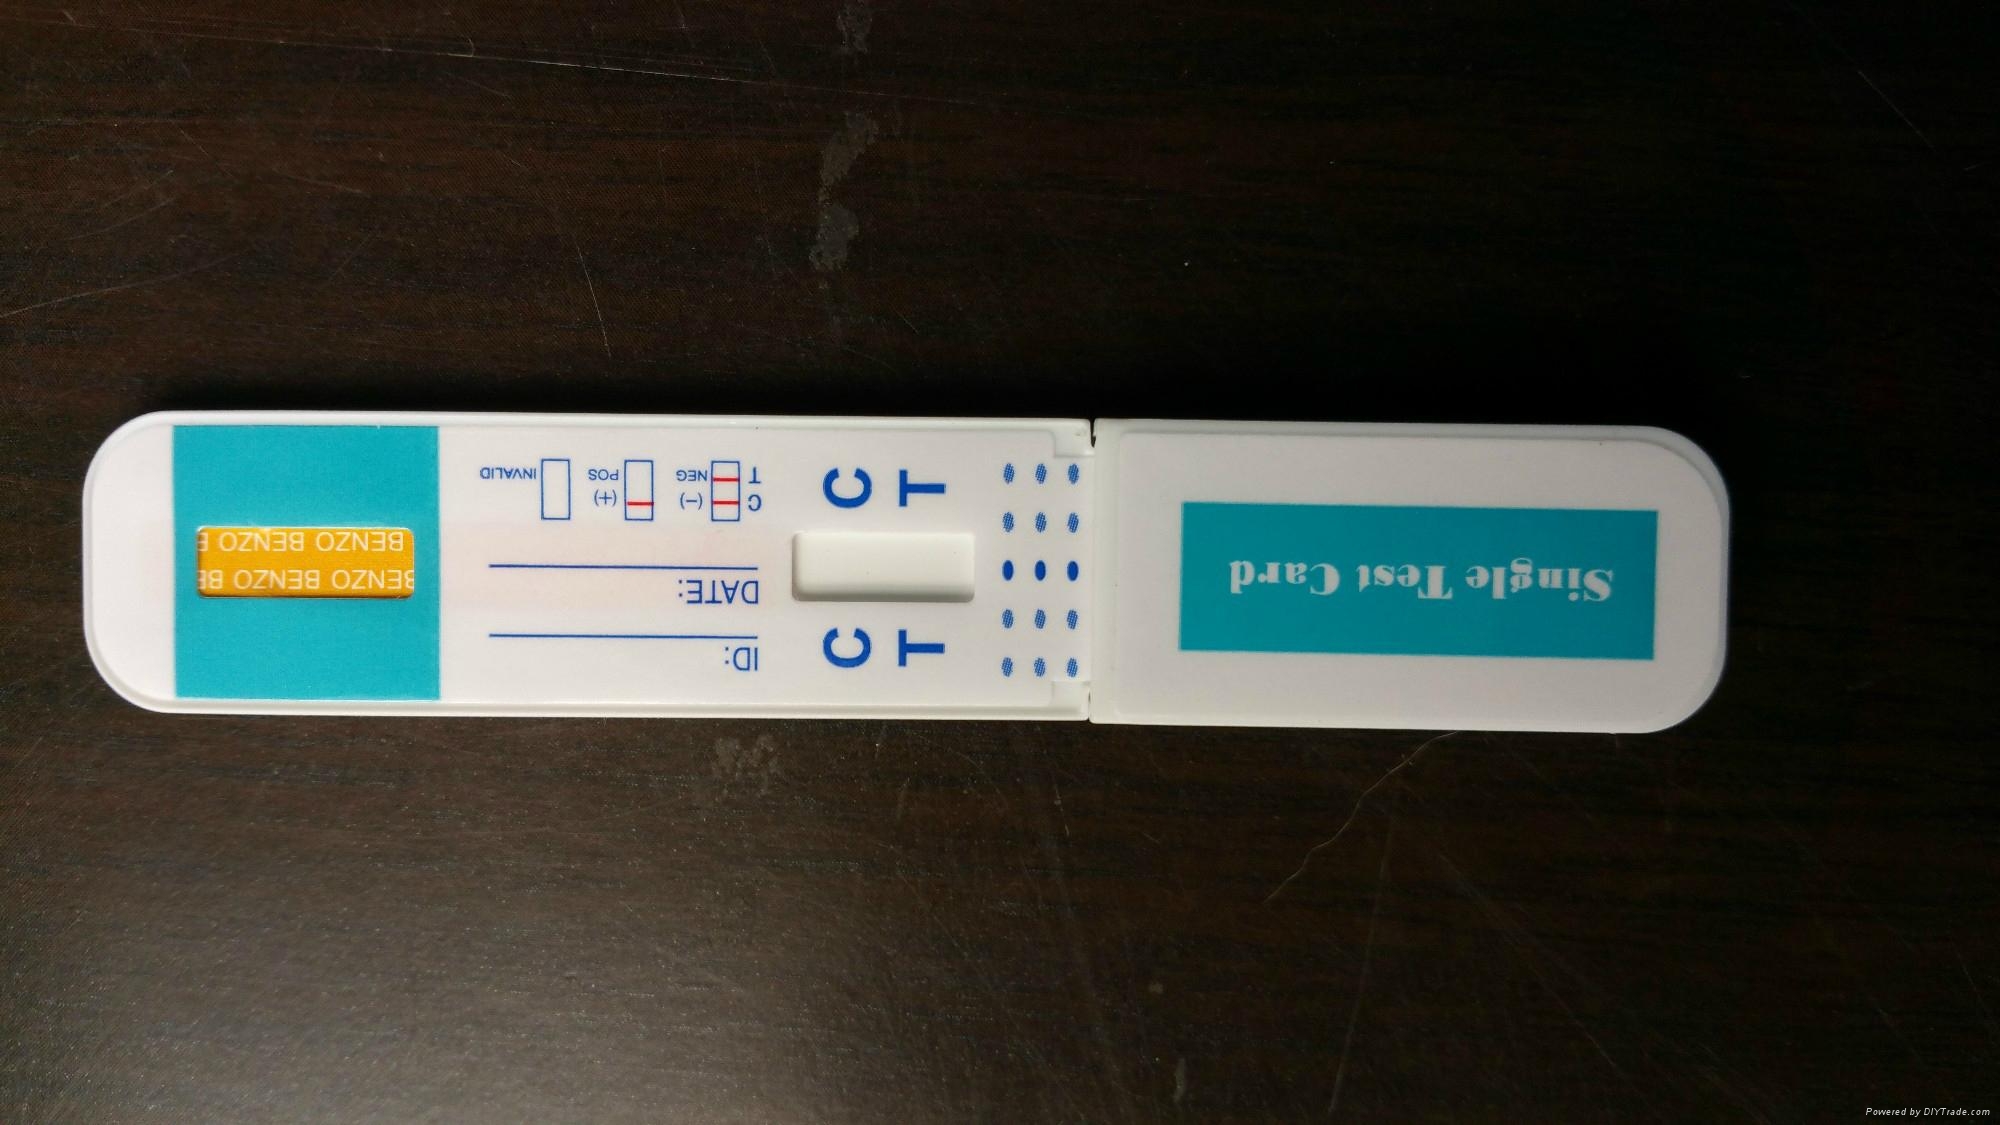 Single Test Card
C T
C T
ID:
DATE:
C (−) (+)
T NEG POS INVALID
BENZO BENZO BE
BENZO BENZO B
Powered by DIYTrade.com